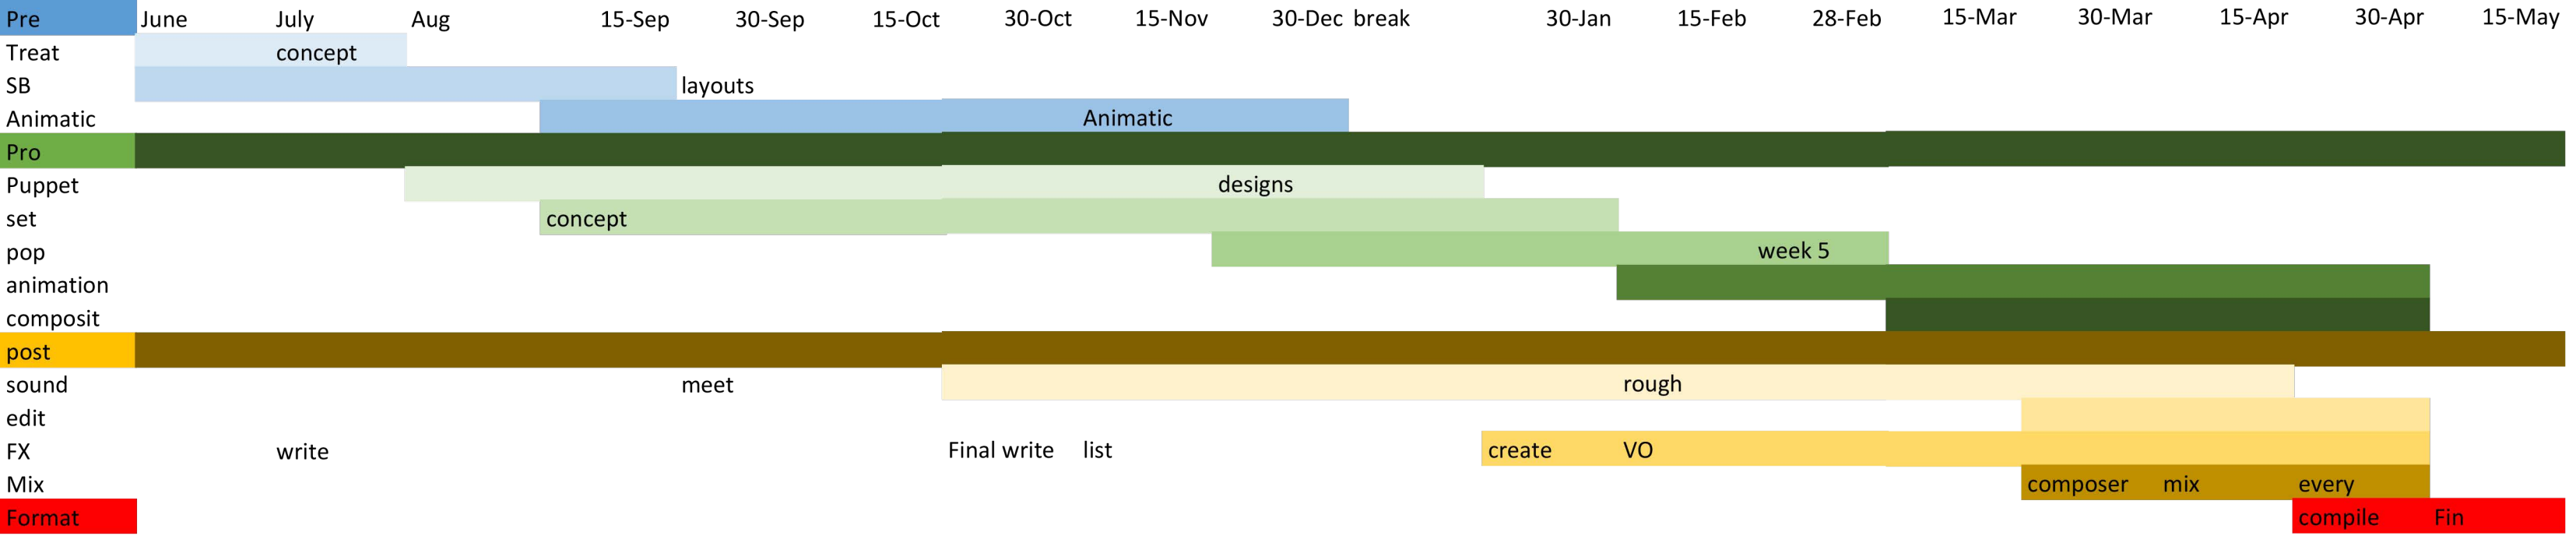 Pre June July Aug 15-Sep 30-Sep 15-Oct 30-Oct 15-Nov 30-Dec break 30-Jan 15-Feb 28-Feb 15-Mar 30-Mar 15-Apr 30-Apr 15-May
Treat concept
SB layouts
Animatic Animatic
Pro
Puppet designs
set concept
pop week 5
animation
composit
post
sound meet rough
edit
FX write Final write list create VO
Mix composer mix every
Format compile Fin